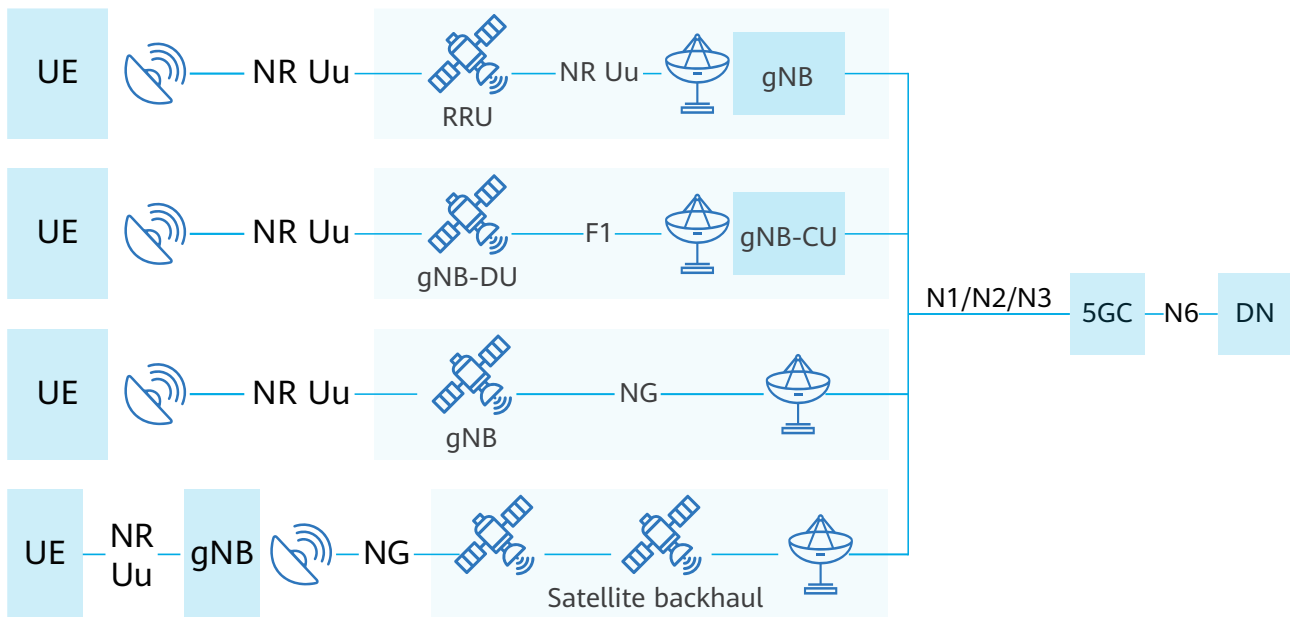 UE
NR Uu
RRU
NR Uu
gNB
UE
NR Uu
gNB-DU
F1
gNB-CU
N1/N2/N3
5GC
N6
DN
UE
NR Uu
gNB
NG
UE
NR
Uu
gNB
NG
Satellite backhaul